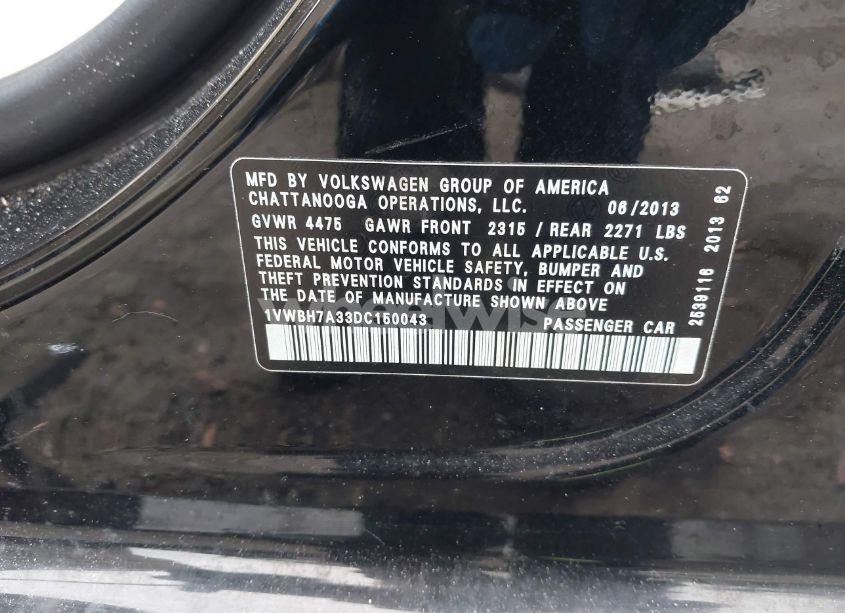 MFD BY VOLKSWAGEN GROUP OF AMERICA
CHATTANOOGA OPERATIONS, LLC. 06/2013
GVWR 4475 GAWR FRONT 2315 / REAR 2271 LBS
THIS VEHICLE CONFORMS TO ALL APPLICABLE U.S.
FEDERAL MOTOR VEHICLE SAFETY, BUMPER AND
THEFT PREVENTION STANDARDS IN EFFECT ON
THE DATE OF MANUFACTURE SHOWN ABOVE
1VWBH7A33DC150043 PASSENGER CAR
2539116 2013 62